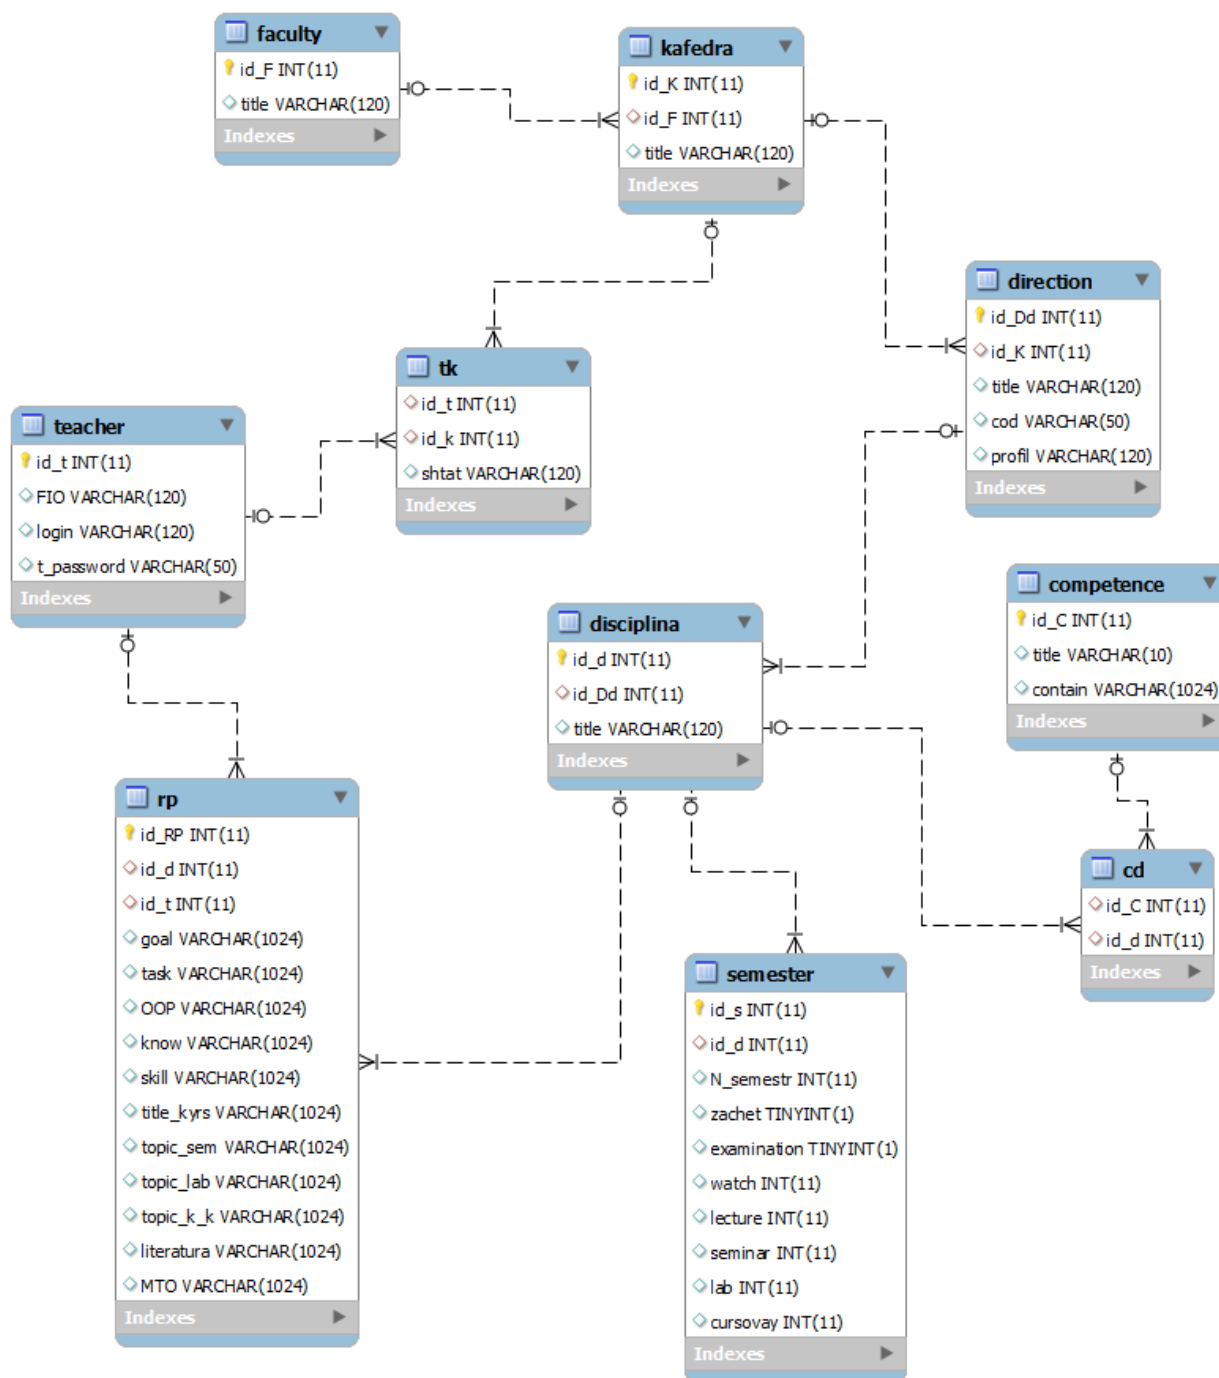 faculty
id_F INT(11)
title VARCHAR(120)
Indexes
kafedra
id_K INT(11)
id_F INT(11)
title VARCHAR(120)
Indexes
direction
id_Dd INT(11)
id_K INT(11)
title VARCHAR(120)
cod VARCHAR(50)
profil VARCHAR(120)
Indexes
tk
id_t INT(11)
id_k INT(11)
shtat VARCHAR(120)
Indexes
teacher
id_t INT(11)
FIO VARCHAR(120)
login VARCHAR(120)
t_password VARCHAR(50)
Indexes
competence
id_C INT(11)
title VARCHAR(10)
contain VARCHAR(1024)
Indexes
disciplina
id_d INT(11)
id_Dd INT(11)
title VARCHAR(120)
Indexes
rp
id_RP INT(11)
id_d INT(11)
id_t INT(11)
goal VARCHAR(1024)
task VARCHAR(1024)
OOP VARCHAR(1024)
know VARCHAR(1024)
skill VARCHAR(1024)
title_kyrs VARCHAR(1024)
topic_sem VARCHAR(1024)
topic_lab VARCHAR(1024)
topic_k_k VARCHAR(1024)
literatura VARCHAR(1024)
MTO VARCHAR(1024)
Indexes
cd
id_C INT(11)
id_d INT(11)
Indexes
semester
id_s INT(11)
id_d INT(11)
N_semestr INT(11)
zachet TINYINT(1)
examination TINYINT(1)
watch INT(11)
lecture INT(11)
seminar INT(11)
lab INT(11)
cursovay INT(11)
Indexes